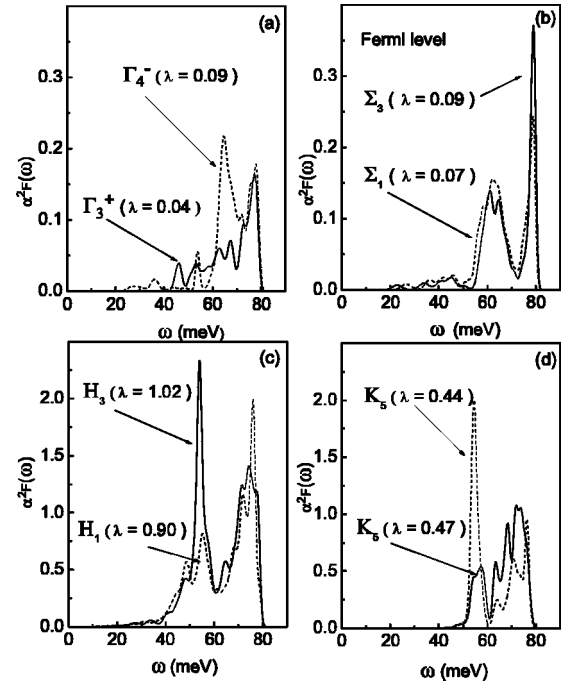 (a)
Γ₄⁻ (λ = 0.09)
Γ₃⁺ (λ = 0.04)
α²F(ω)
0.3
0.2
0.1
0.0
0 20 40 60 80
ω (meV)
(b)
Fermi level
Σ₃ (λ = 0.09)
Σ₁ (λ = 0.07)
α²F(ω)
0.3
0.2
0.1
0.0
0 20 40 60 80
ω (meV)
(c)
H₃ (λ = 1.02)
H₁ (λ = 0.90)
α²F(ω)
2.0
1.5
1.0
0.5
0.0
0 20 40 60 80
ω (meV)
(d)
K₅ (λ = 0.44)
K₅ (λ = 0.47)
α²F(ω)
2.0
1.5
1.0
0.5
0.0
0 20 40 60 80
ω (meV)